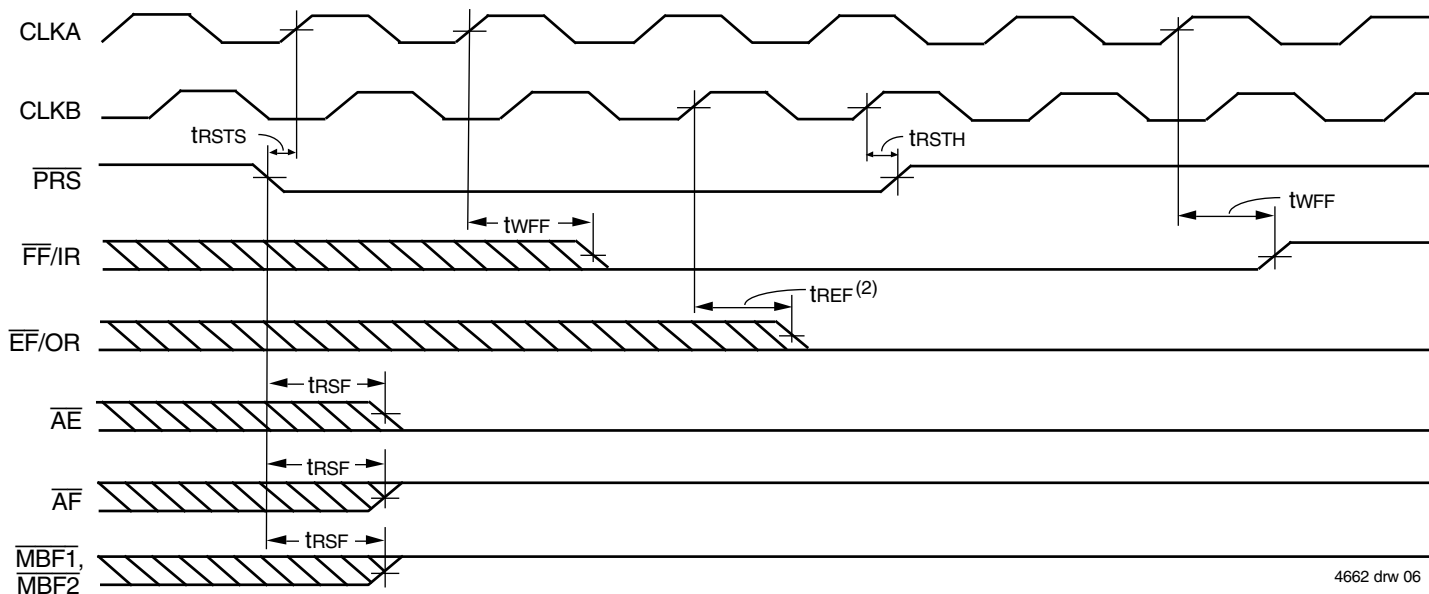 CLKA
CLKB
tRSTS
tRSTH
PRS
tWFF
tWFF
FF/IR
tREF(2)
EF/OR
tRSF
AE
tRSF
AF
tRSF
MBF1,
MBF2
4662 drw 06